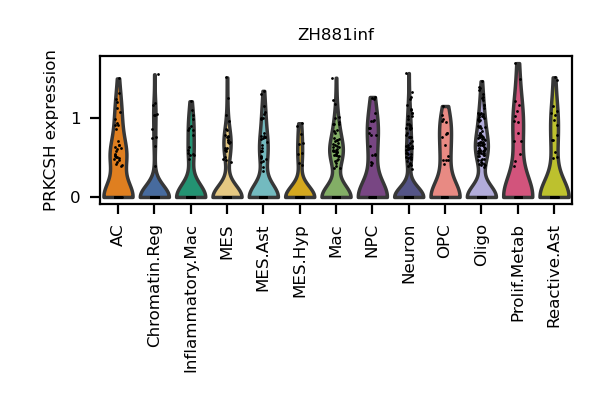 ZH881inf
PRKCSH expression
1
0
AC
Chromatin.Reg
Inflammatory.Mac
MES
MES.Ast
MES.Hyp
Mac
NPC
Neuron
OPC
Oligo
Prolif.Metab
Reactive.Ast